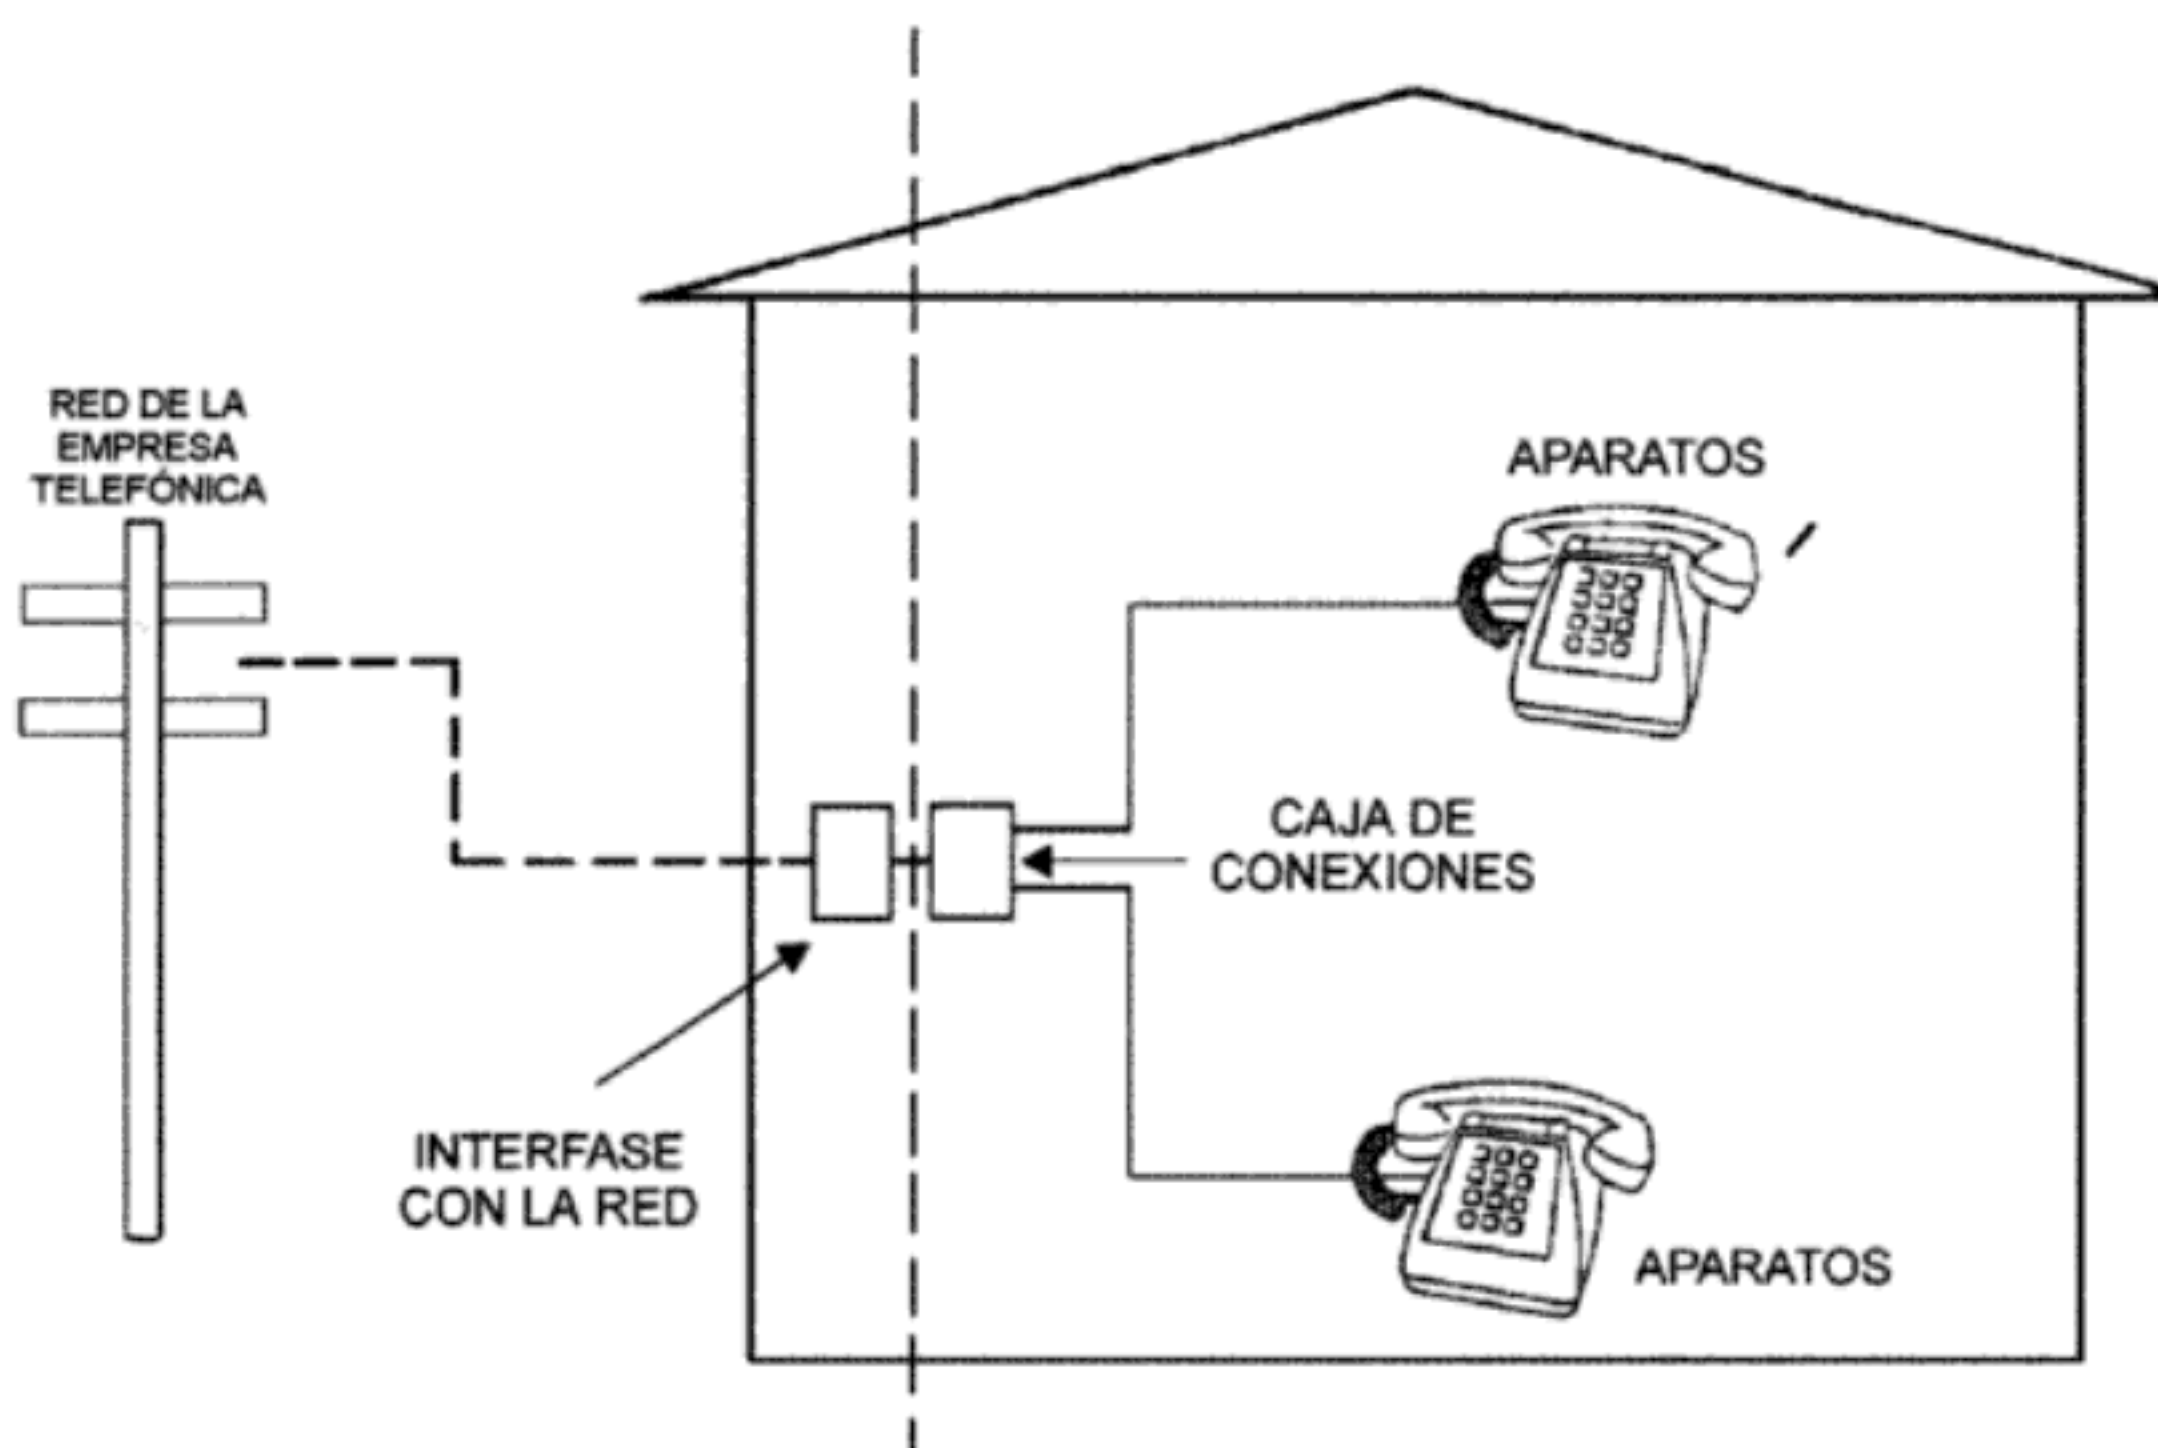 RED DE LA
EMPRESA
TELEFÓNICA
APARATOS
CAJA DE
CONEXIONES
INTERFASE
CON LA RED
APARATOS